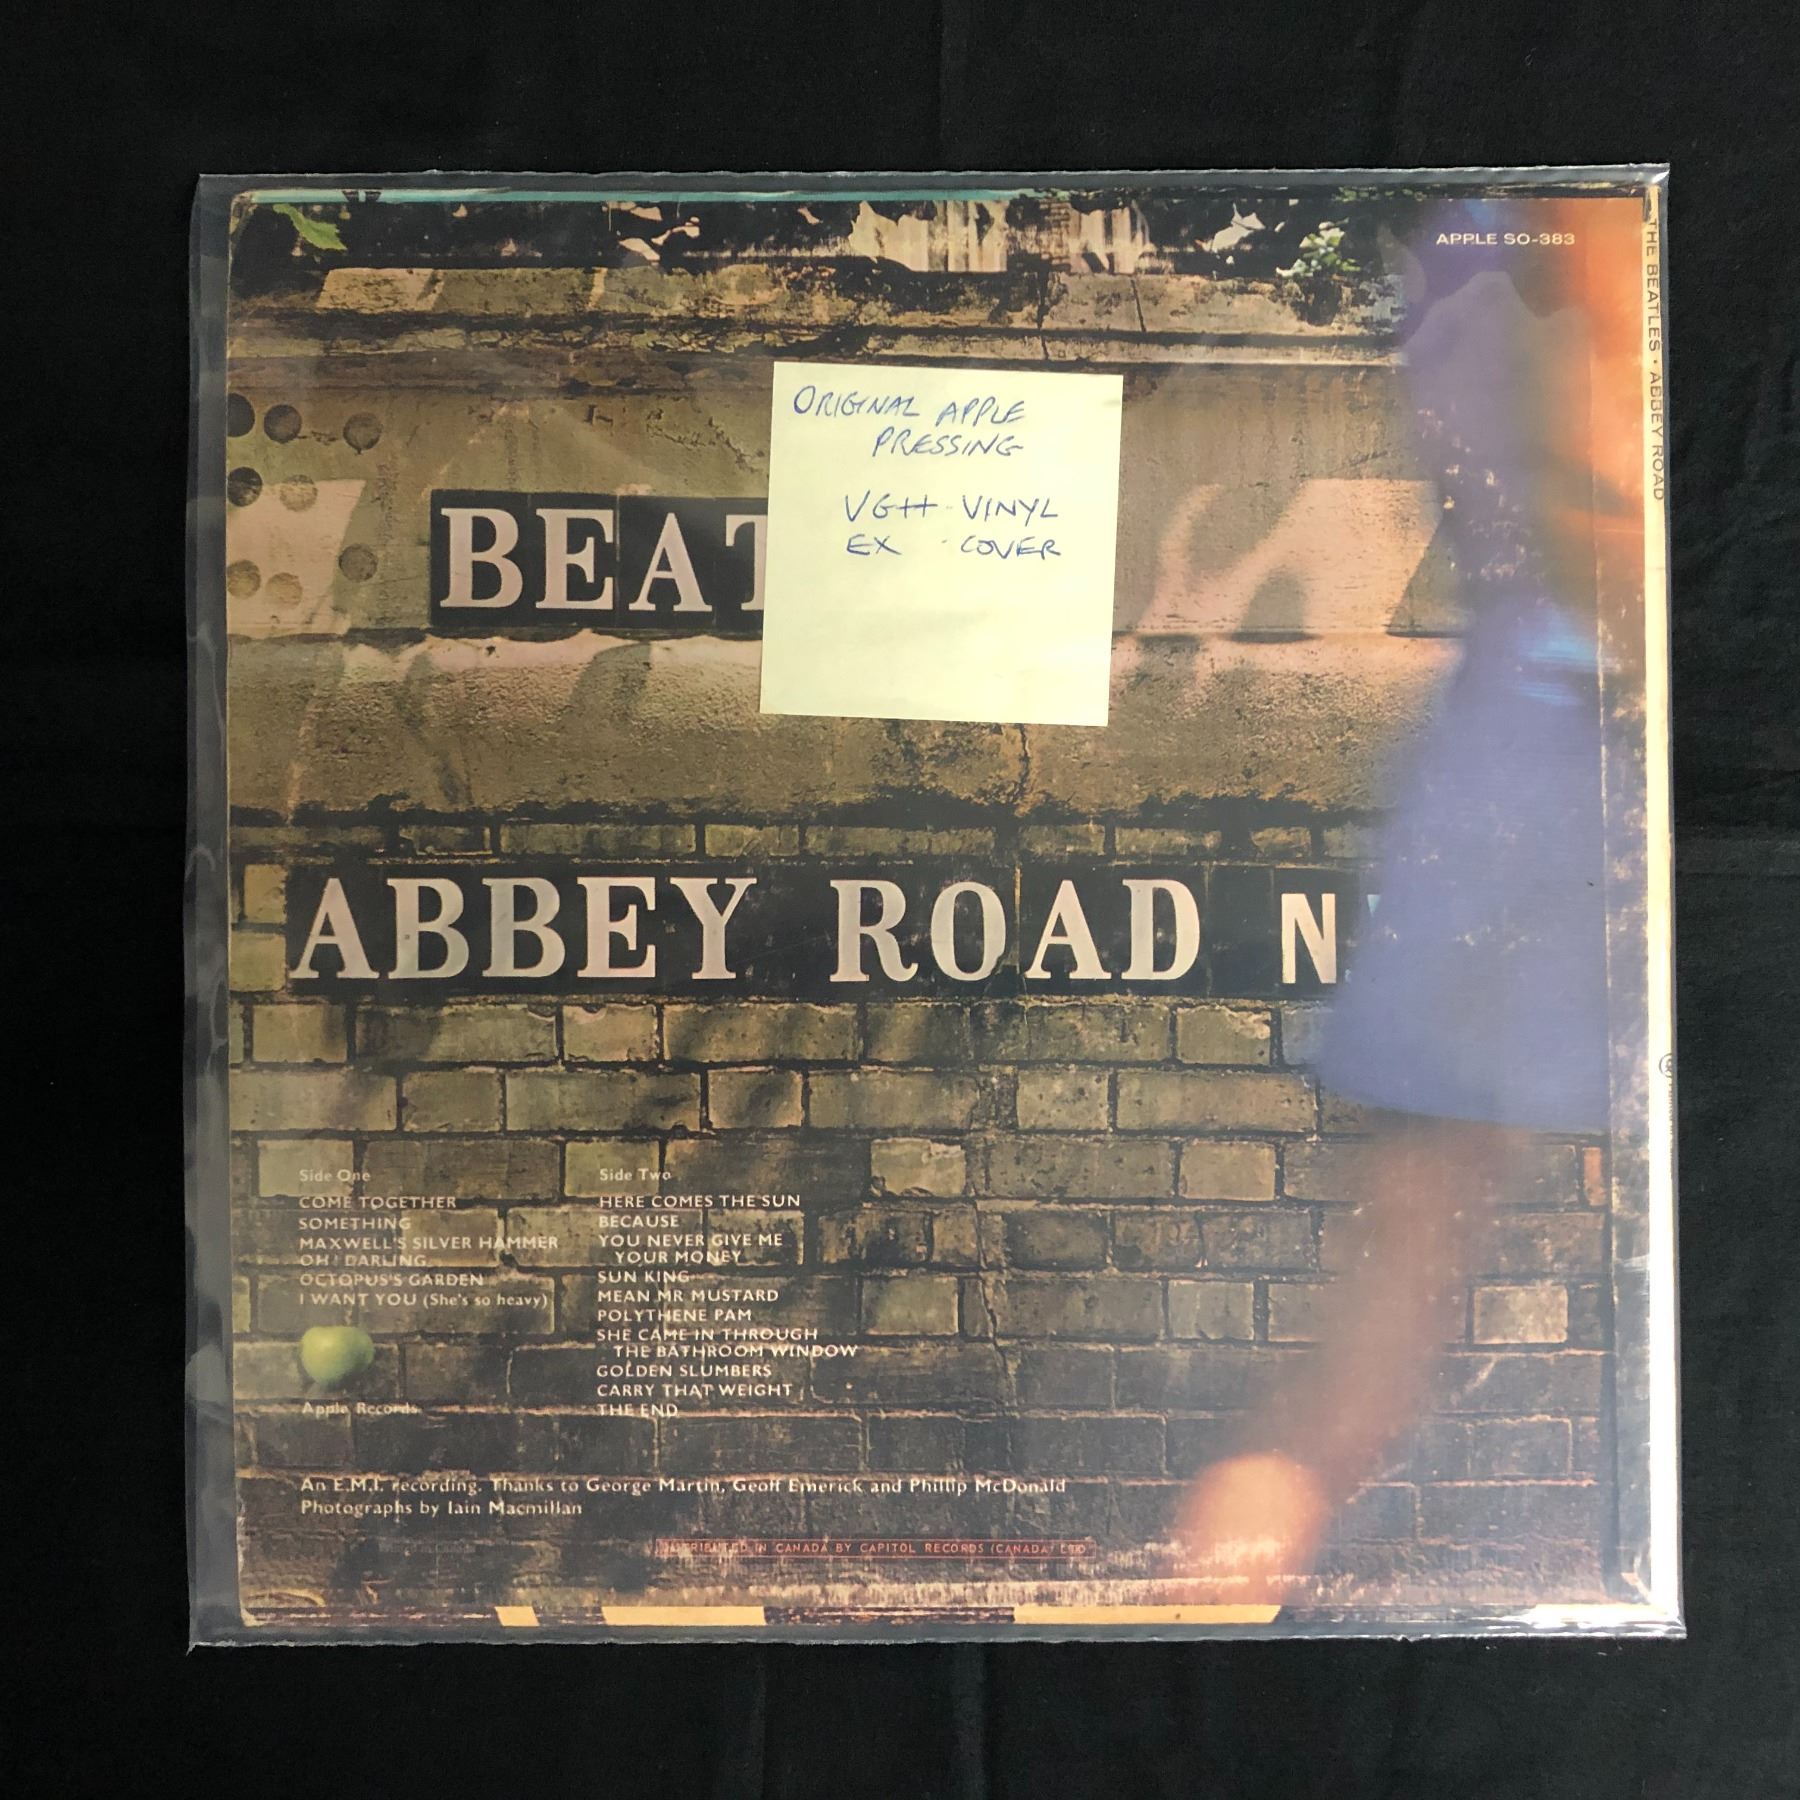 APPLE SO-383
THE BEATLES • ABBEY ROAD
ORIGINAL APPLE
PRESSING
VG++ VINYL
EX COVER
BEAT
ABBEY ROAD N
Side One
COME TOGETHER
SOMETHING
MAXWELL'S SILVER HAMMER
OH! DARLING
OCTOPUS'S GARDEN
I WANT YOU (She's so heavy)
Apple Records
Side Two
HERE COMES THE SUN
BECAUSE
YOU NEVER GIVE ME
YOUR MONEY
SUN KING
MEAN MR MUSTARD
POLYTHENE PAM
SHE CAME IN THROUGH
THE BATHROOM WINDOW
GOLDEN SLUMBERS
CARRY THAT WEIGHT
THE END
An E.M.I. recording. Thanks to George Martin, Geoff Emerick and Phillip McDonald
Photographs by Iain Macmillan
DISTRIBUTED IN CANADA BY CAPITOL RECORDS (CANADA) LTD